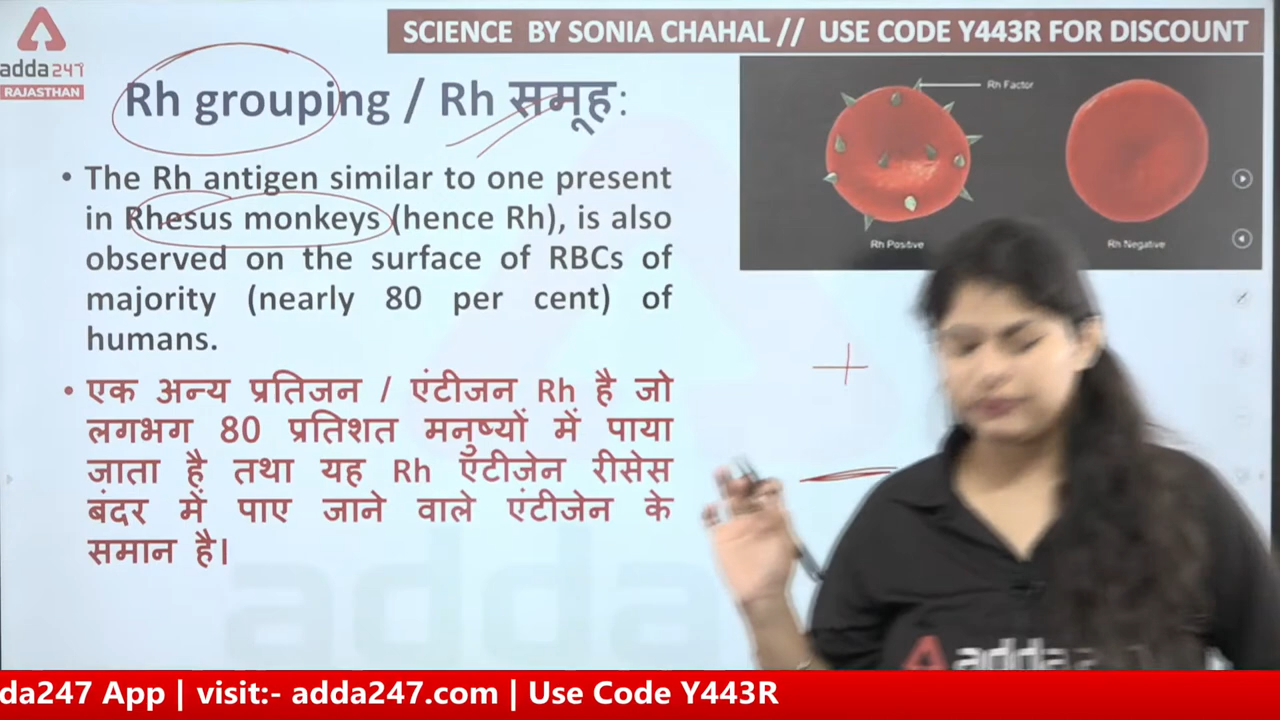 SCIENCE BY SONIA CHAHAL // USE CODE Y443R FOR DISCOUNT
adda247
RAJASTHAN
Rh grouping / Rh समूह:
• The Rh antigen similar to one present
in Rhesus monkeys (hence Rh), is also
observed on the surface of RBCs of
majority (nearly 80 per cent) of
humans.
• एक अन्य प्रतिजन / एंटीजन Rh है जो
लगभग 80 प्रतिशत मनुष्यों में पाया
जाता है तथा यह Rh एंटीजेन रीसेस
बंदर में पाए जाने वाले एंटीजेन के
समान है।
Rh Factor
Rh Positive
Rh Negative
+
−
adda
adda
da247 App | visit:- adda247.com | Use Code Y443R